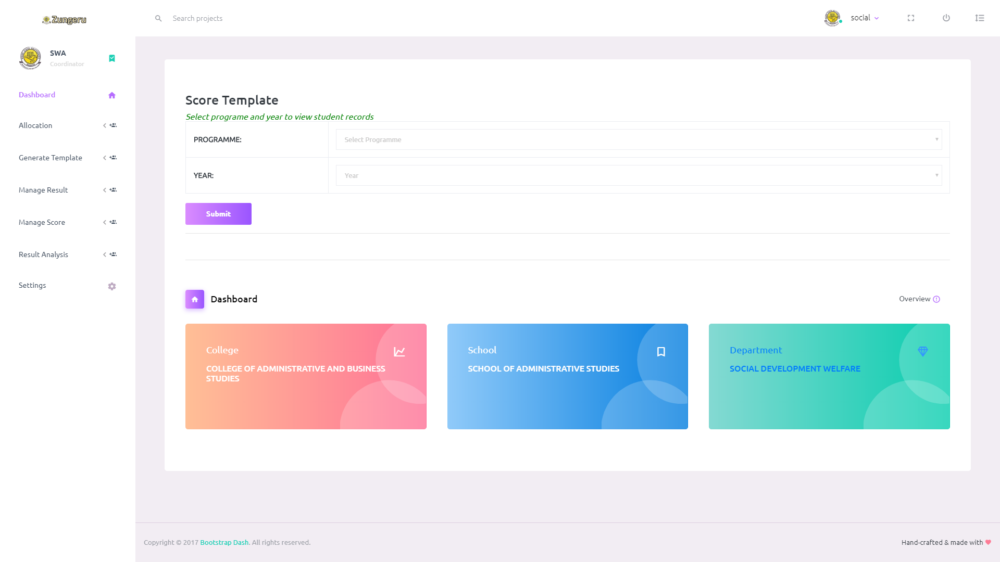 Zungeru
Search projects
social
SWA
Coordinator
Dashboard
Allocation
Generate Template
Manage Result
Manage Score
Result Analysis
Settings
Score Template
Select programe and year to view student records
PROGRAMME:
Select Programme
YEAR:
Year
Submit
Dashboard
Overview
College
COLLEGE OF ADMINISTRATIVE AND BUSINESS
STUDIES
School
SCHOOL OF ADMINISTRATIVE STUDIES
Department
SOCIAL DEVELOPMENT WELFARE
Copyright © 2017 Bootstrap Dash. All rights reserved.
Hand-crafted & made with